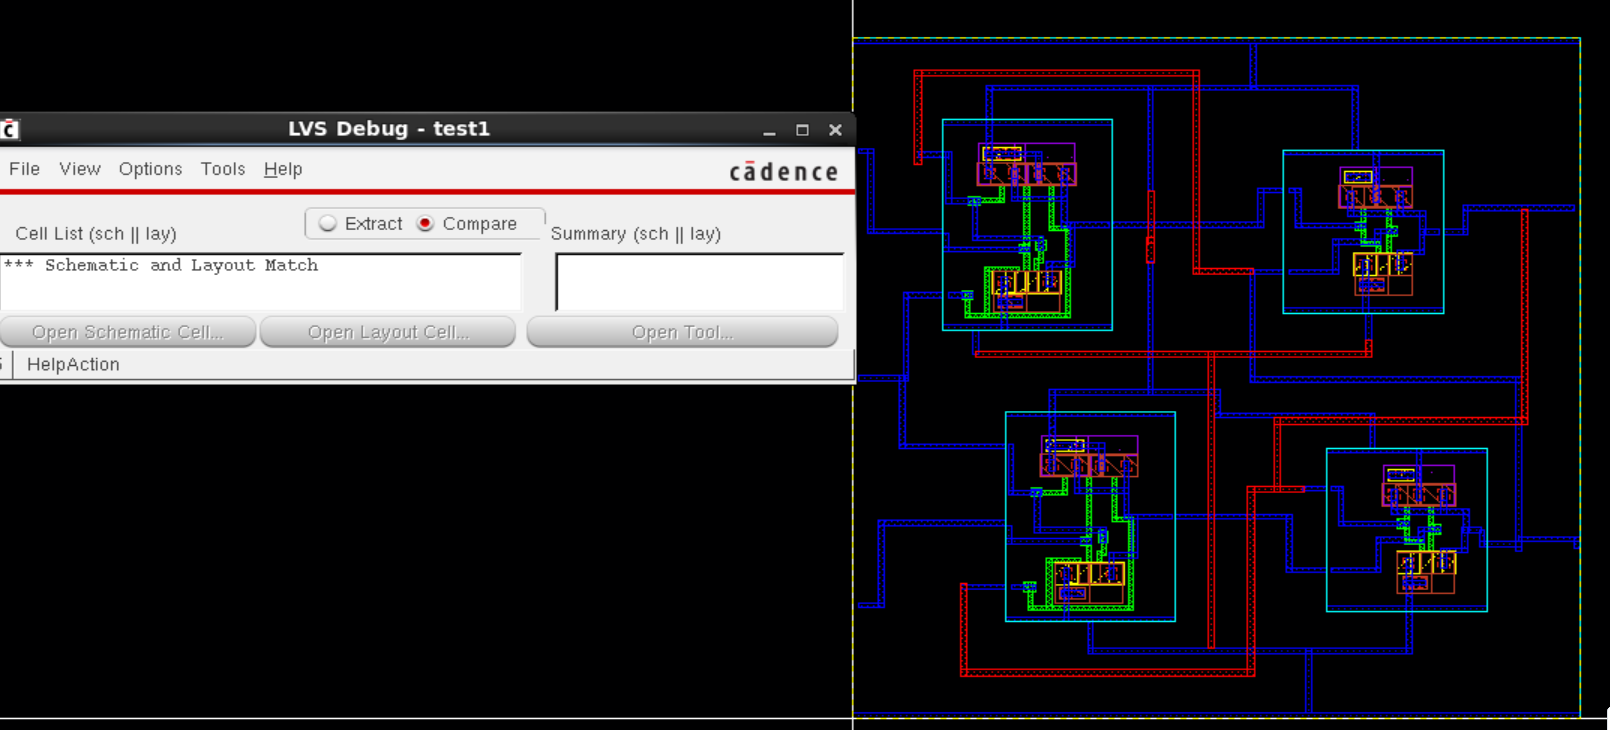 LVS Debug - test1
File View Options Tools Help
cādence
Extract Compare
Cell List (sch || lay) Summary (sch || lay)
*** Schematic and Layout Match
Open Schematic Cell... Open Layout Cell... Open Tool...
HelpAction